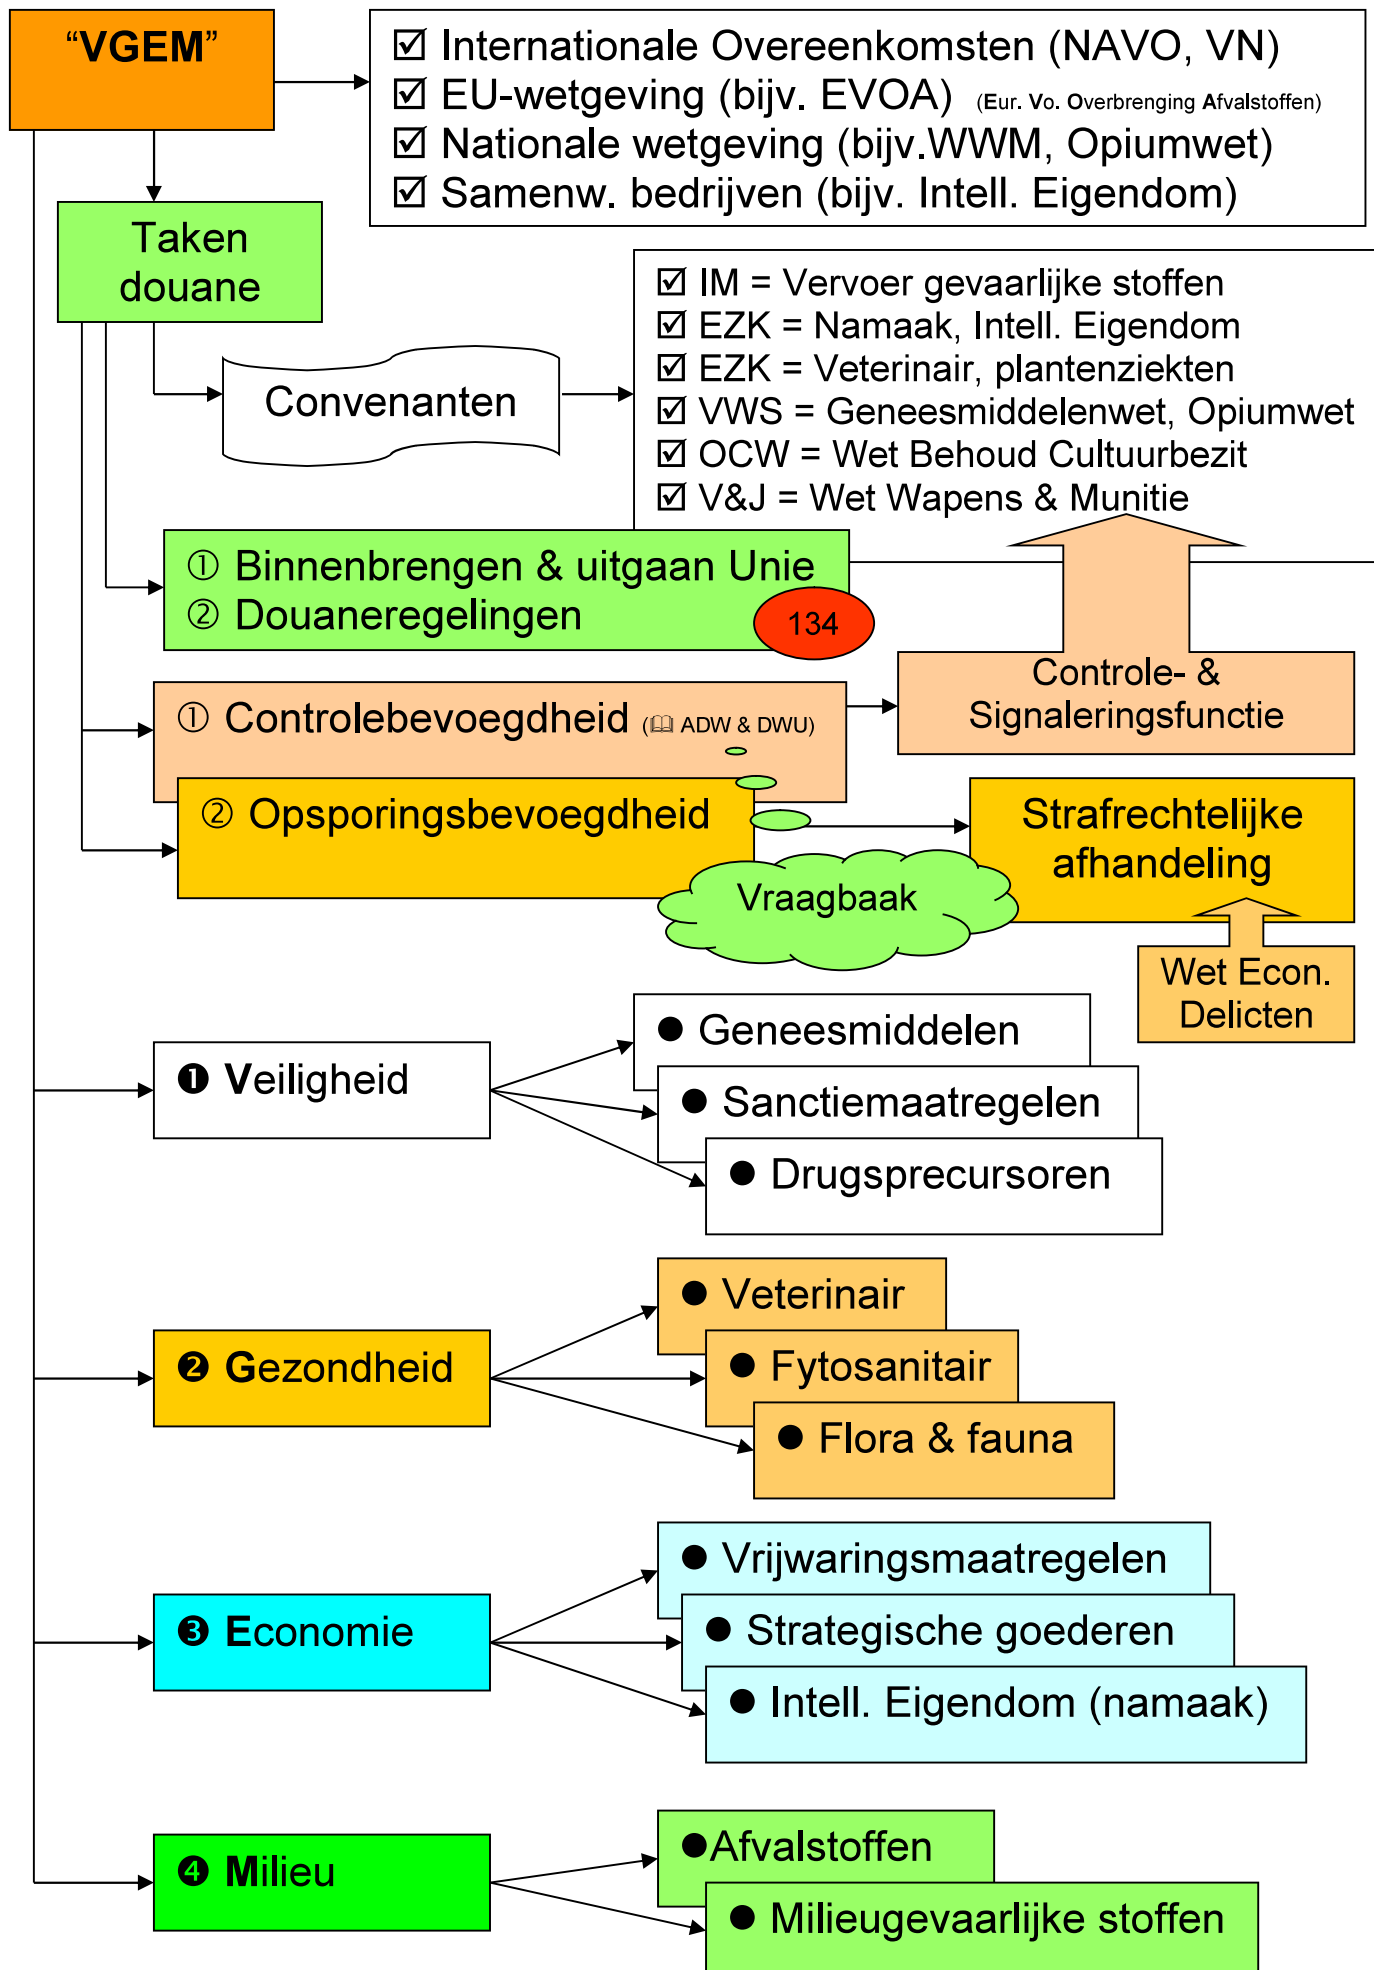 “VGEM”
☑ Internationale Overeenkomsten (NAVO, VN)
☑ EU-wetgeving (bijv. EVOA) (Eur. Vo. Overbrenging Afvalstoffen)
☑ Nationale wetgeving (bijv.WWM, Opiumwet)
☑ Samenw. bedrijven (bijv. Intell. Eigendom)
Taken
douane
Convenanten
☑ IM = Vervoer gevaarlijke stoffen
☑ EZK = Namaak, Intell. Eigendom
☑ EZK = Veterinair, plantenziekten
☑ VWS = Geneesmiddelenwet, Opiumwet
☑ OCW = Wet Behoud Cultuurbezit
☑ V&J = Wet Wapens & Munitie
① Binnenbrengen & uitgaan Unie
② Douaneregelingen
134
① Controlebevoegdheid (🕮 ADW & DWU)
Controle- &
Signaleringsfunctie
② Opsporingsbevoegdheid
Vraagbaak
Strafrechtelijke
afhandeling
Wet Econ.
Delicten
❶ Veiligheid
● Geneesmiddelen
● Sanctiemaatregelen
● Drugsprecursoren
❷ Gezondheid
● Veterinair
● Fytosanitair
● Flora & fauna
❸ Economie
● Vrijwaringsmaatregelen
● Strategische goederen
● Intell. Eigendom (namaak)
❹ Milieu
●Afvalstoffen
● Milieugevaarlijke stoffen